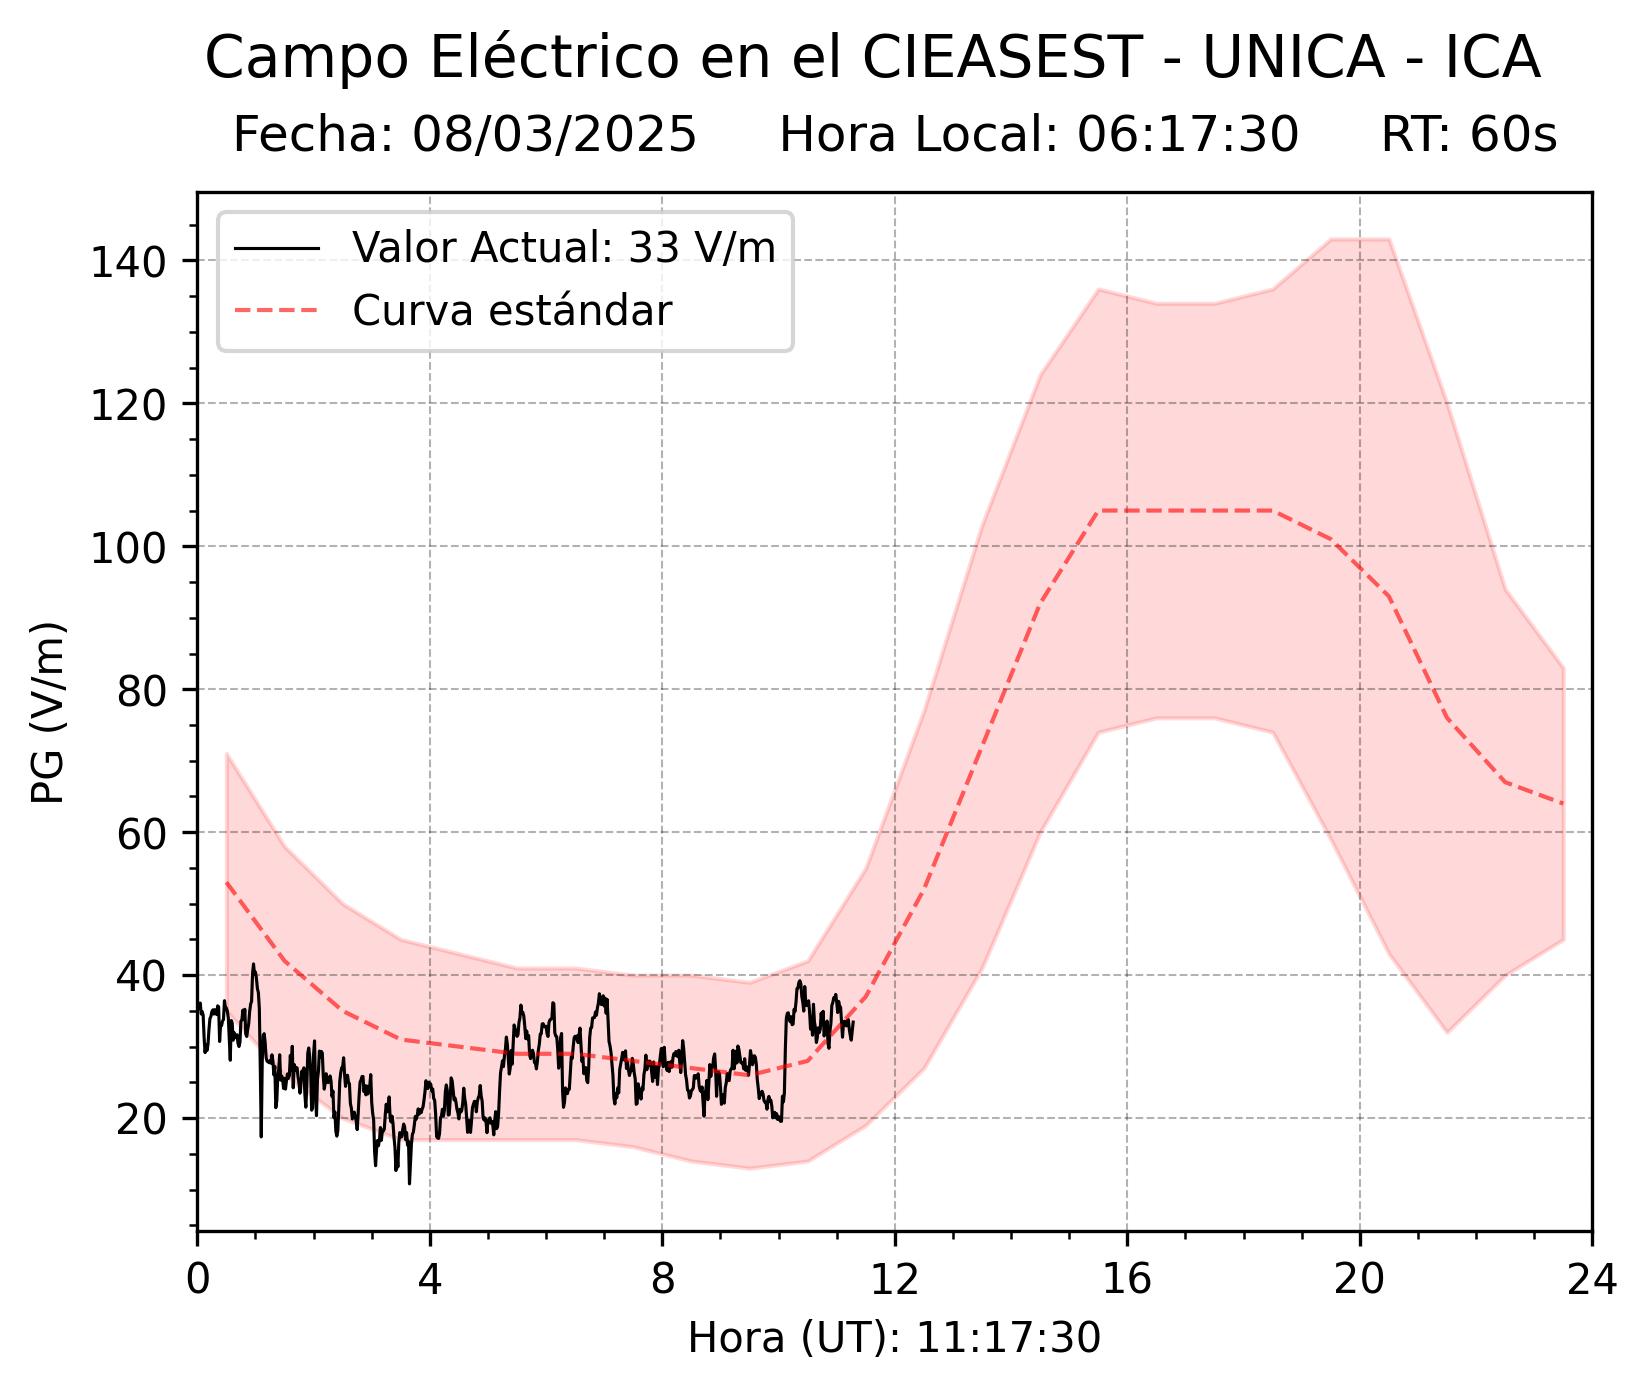 Campo Eléctrico en el CIEASEST - UNICA - ICA
Fecha: 08/03/2025 Hora Local: 06:17:30 RT: 60s
Valor Actual: 33 V/m
Curva estándar
PG (V/m)
140
120
100
80
60
40
20
0 4 8 12 16 20 24
Hora (UT): 11:17:30